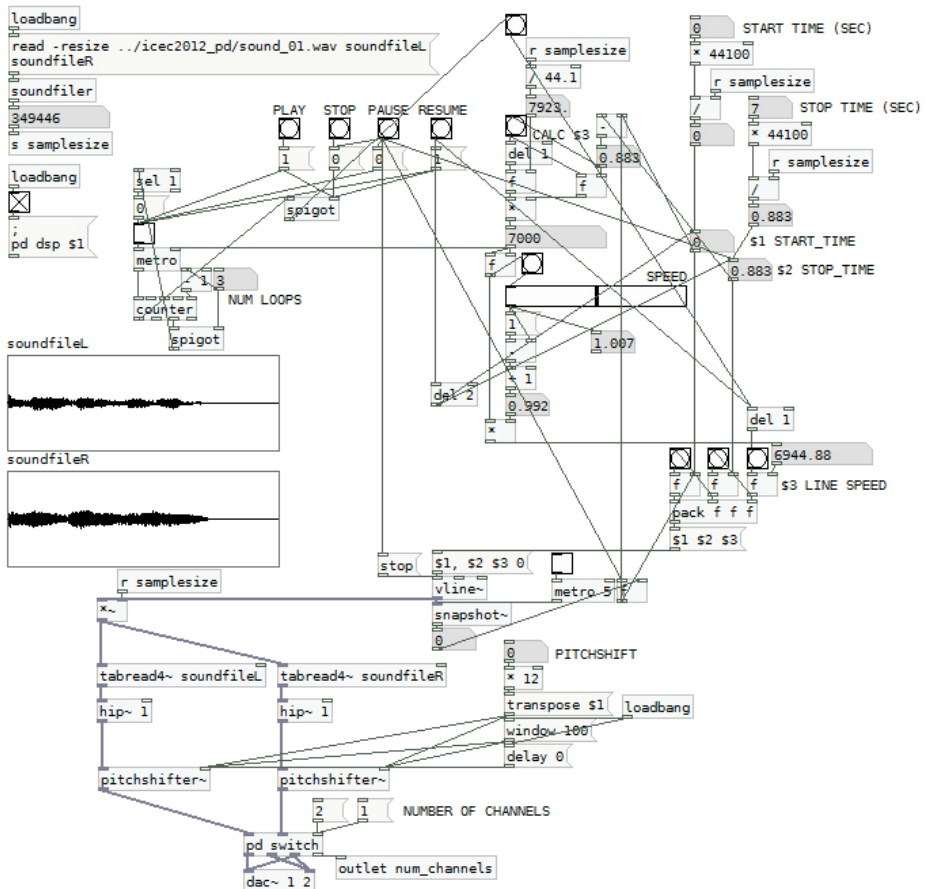 loadbang
read -resize ../icec2012_pd/sound_01.wav soundfileL
soundfileR
soundfiler
349446
s samplesize
loadbang
;
pd dsp $1
PLAY STOP PAUSE RESUME
1 0 0 1
spigot
sel 1
0
metro
- 1 3
NUM LOOPS
counter
spigot
r samplesize
/ 44.1
7923.
CALC $3
-
del 1
0.883
f f
*
7000
f
SPEED
1
1.007
-
+ 1
0.992
*
del 2
0 START TIME (SEC)
* 44100
r samplesize
/
0
7 STOP TIME (SEC)
* 44100
r samplesize
/
0.883
0 $1 START_TIME
0.883 $2 STOP_TIME
del 1
6944.88
f f f $3 LINE SPEED
pack f f f
$1 $2 $3
soundfileL
soundfileR
stop
$1, $2 $3 0
vline~
metro 5 f
snapshot~
0
r samplesize
*~
tabread4~ soundfileL tabread4~ soundfileR
hip~ 1 hip~ 1
0 PITCHSHIFT
* 12
transpose $1 loadbang
window 100
delay 0
pitchshifter~ pitchshifter~
2 1 NUMBER OF CHANNELS
pd switch
outlet num_channels
dac~ 1 2